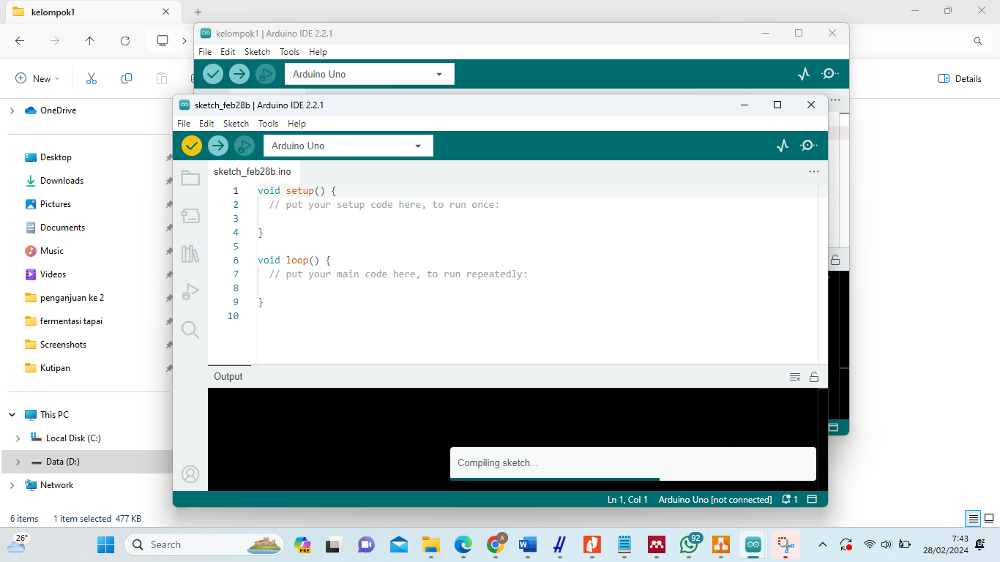 kelompok1
kelompok1 | Arduino IDE 2.2.1
File Edit Sketch Tools Help
New
Arduino Uno
Details
OneDrive
Desktop
Downloads
Pictures
Documents
Music
Videos
penganjuan ke 2
fermentasi tapai
Screenshots
Kutipan
This PC
Local Disk (C:)
Data (D:)
Network
6 items 1 item selected 477 KB
sketch_feb28b | Arduino IDE 2.2.1
File Edit Sketch Tools Help
Arduino Uno
sketch_feb28b.ino
1 void setup() {
2 // put your setup code here, to run once:
3
4 }
5
6 void loop() {
7 // put your main code here, to run repeatedly:
8
9 }
10
Output
Compiling sketch...
Ln 1, Col 1 Arduino Uno [not connected] 1
26°
Search
PRE
A
92
7:43
28/02/2024